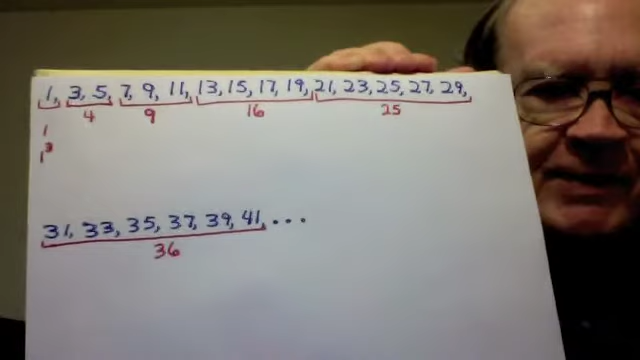 1, 3, 5, 7, 9, 11, 13, 15, 17, 19, 21, 23, 25, 27, 29,
1 4 9 16 25
1³
31, 33, 35, 37, 39, 41, ...
36